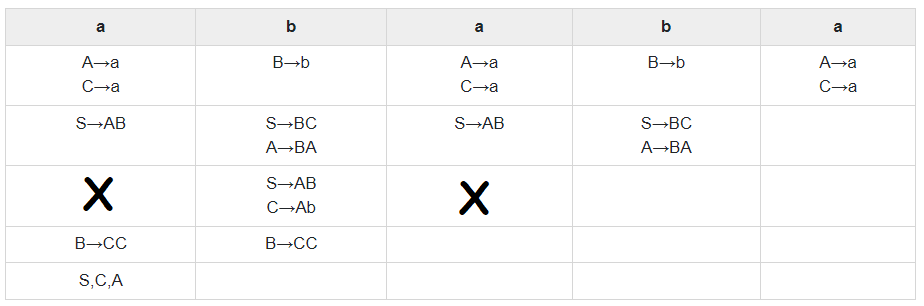 a b a b a
A→a B→b A→a B→b A→a
C→a C→a C→a
S→AB S→BC S→AB S→BC
A→BA A→BA
X S→AB X
C→Ab
B→CC B→CC
S,C,A